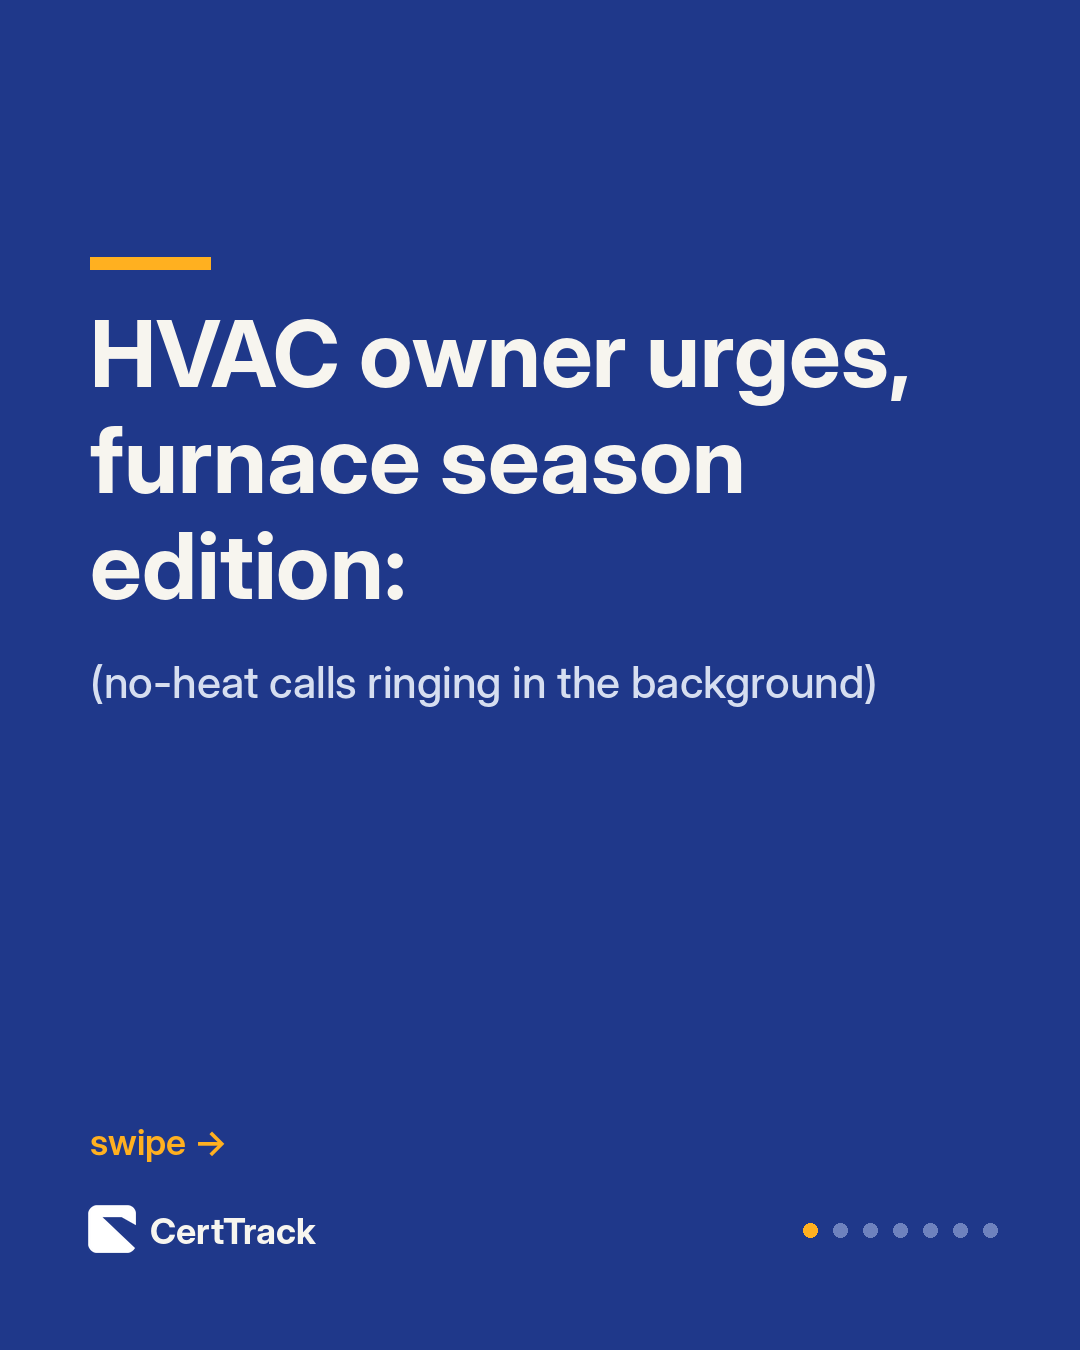 HVAC owner urges,
furnace season
edition:
(no-heat calls ringing in the background)
swipe →
CertTrack